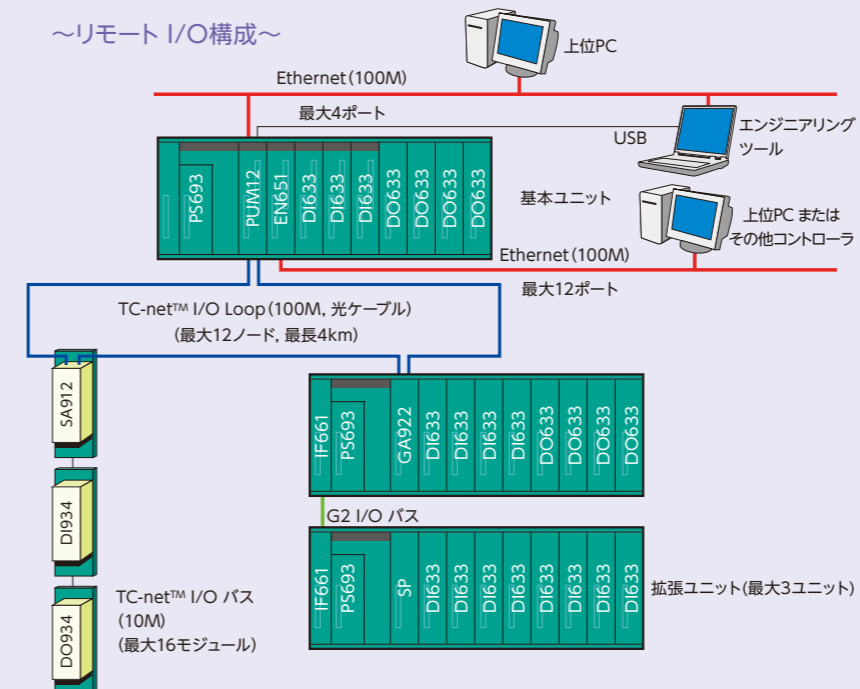 ～リモート I/O構成～
上位PC
Ethernet(100M)
最大4ポート
USB
エンジニアリング
ツール
PS693
PUM12
EN651
DI633
DI633
DI633
DO633
DO633
DO633
DO633
基本ユニット
上位PC または
その他コントローラ
Ethernet(100M)
最大12ポート
TC-net™ I/O Loop(100M, 光ケーブル)
(最大12ノード, 最長4km)
SA912
DI934
DO934
IF661
PS693
GA922
DI633
DI633
DI633
DI633
DO633
DO633
DO633
DO633
G2 I/O バス
IF661
PS693
SP
DI633
DI633
DI633
DI633
DI633
DI633
DI633
DI633
拡張ユニット(最大3ユニット)
TC-net™ I/O バス
(10M)
(最大16モジュール)